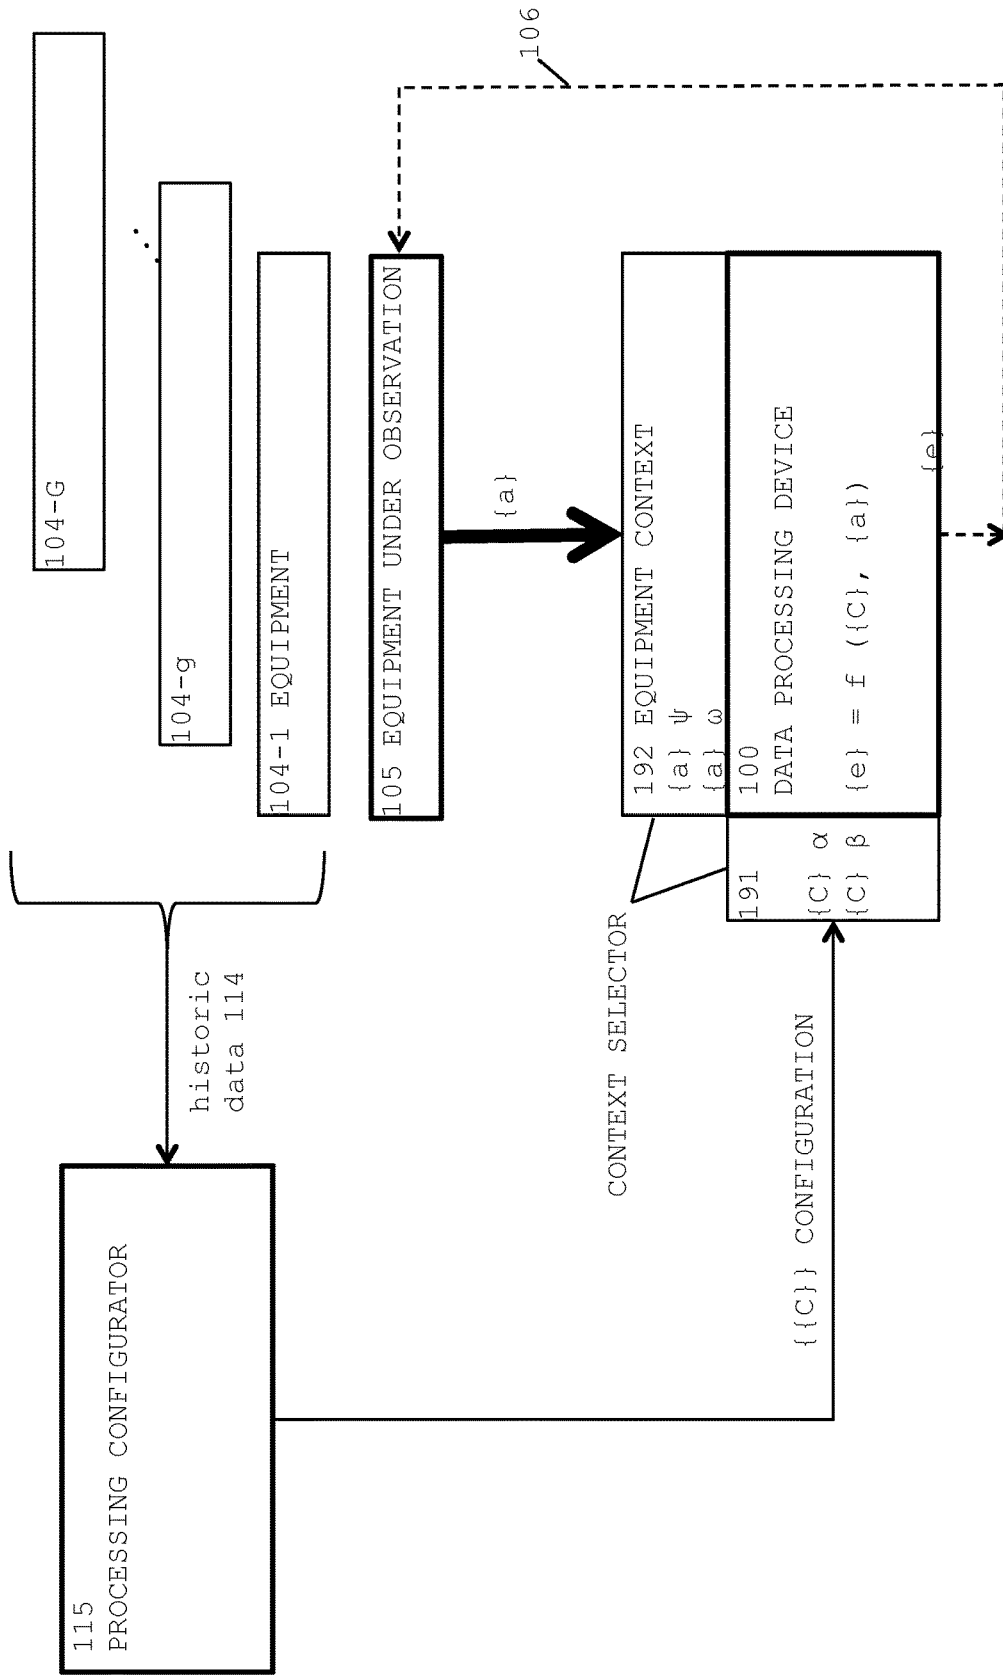 104-G
104-g
104-1 EQUIPMENT
105 EQUIPMENT UNDER OBSERVATION
106
{a}
115
PROCESSING CONFIGURATOR
historic
data 114
CONTEXT SELECTOR
192 EQUIPMENT CONTEXT
{a} ψ
{a} ω
191
{C} α
{C} β
100
DATA PROCESSING DEVICE
{e} = f ({C}, {a})
{e}
{{C}} CONFIGURATION